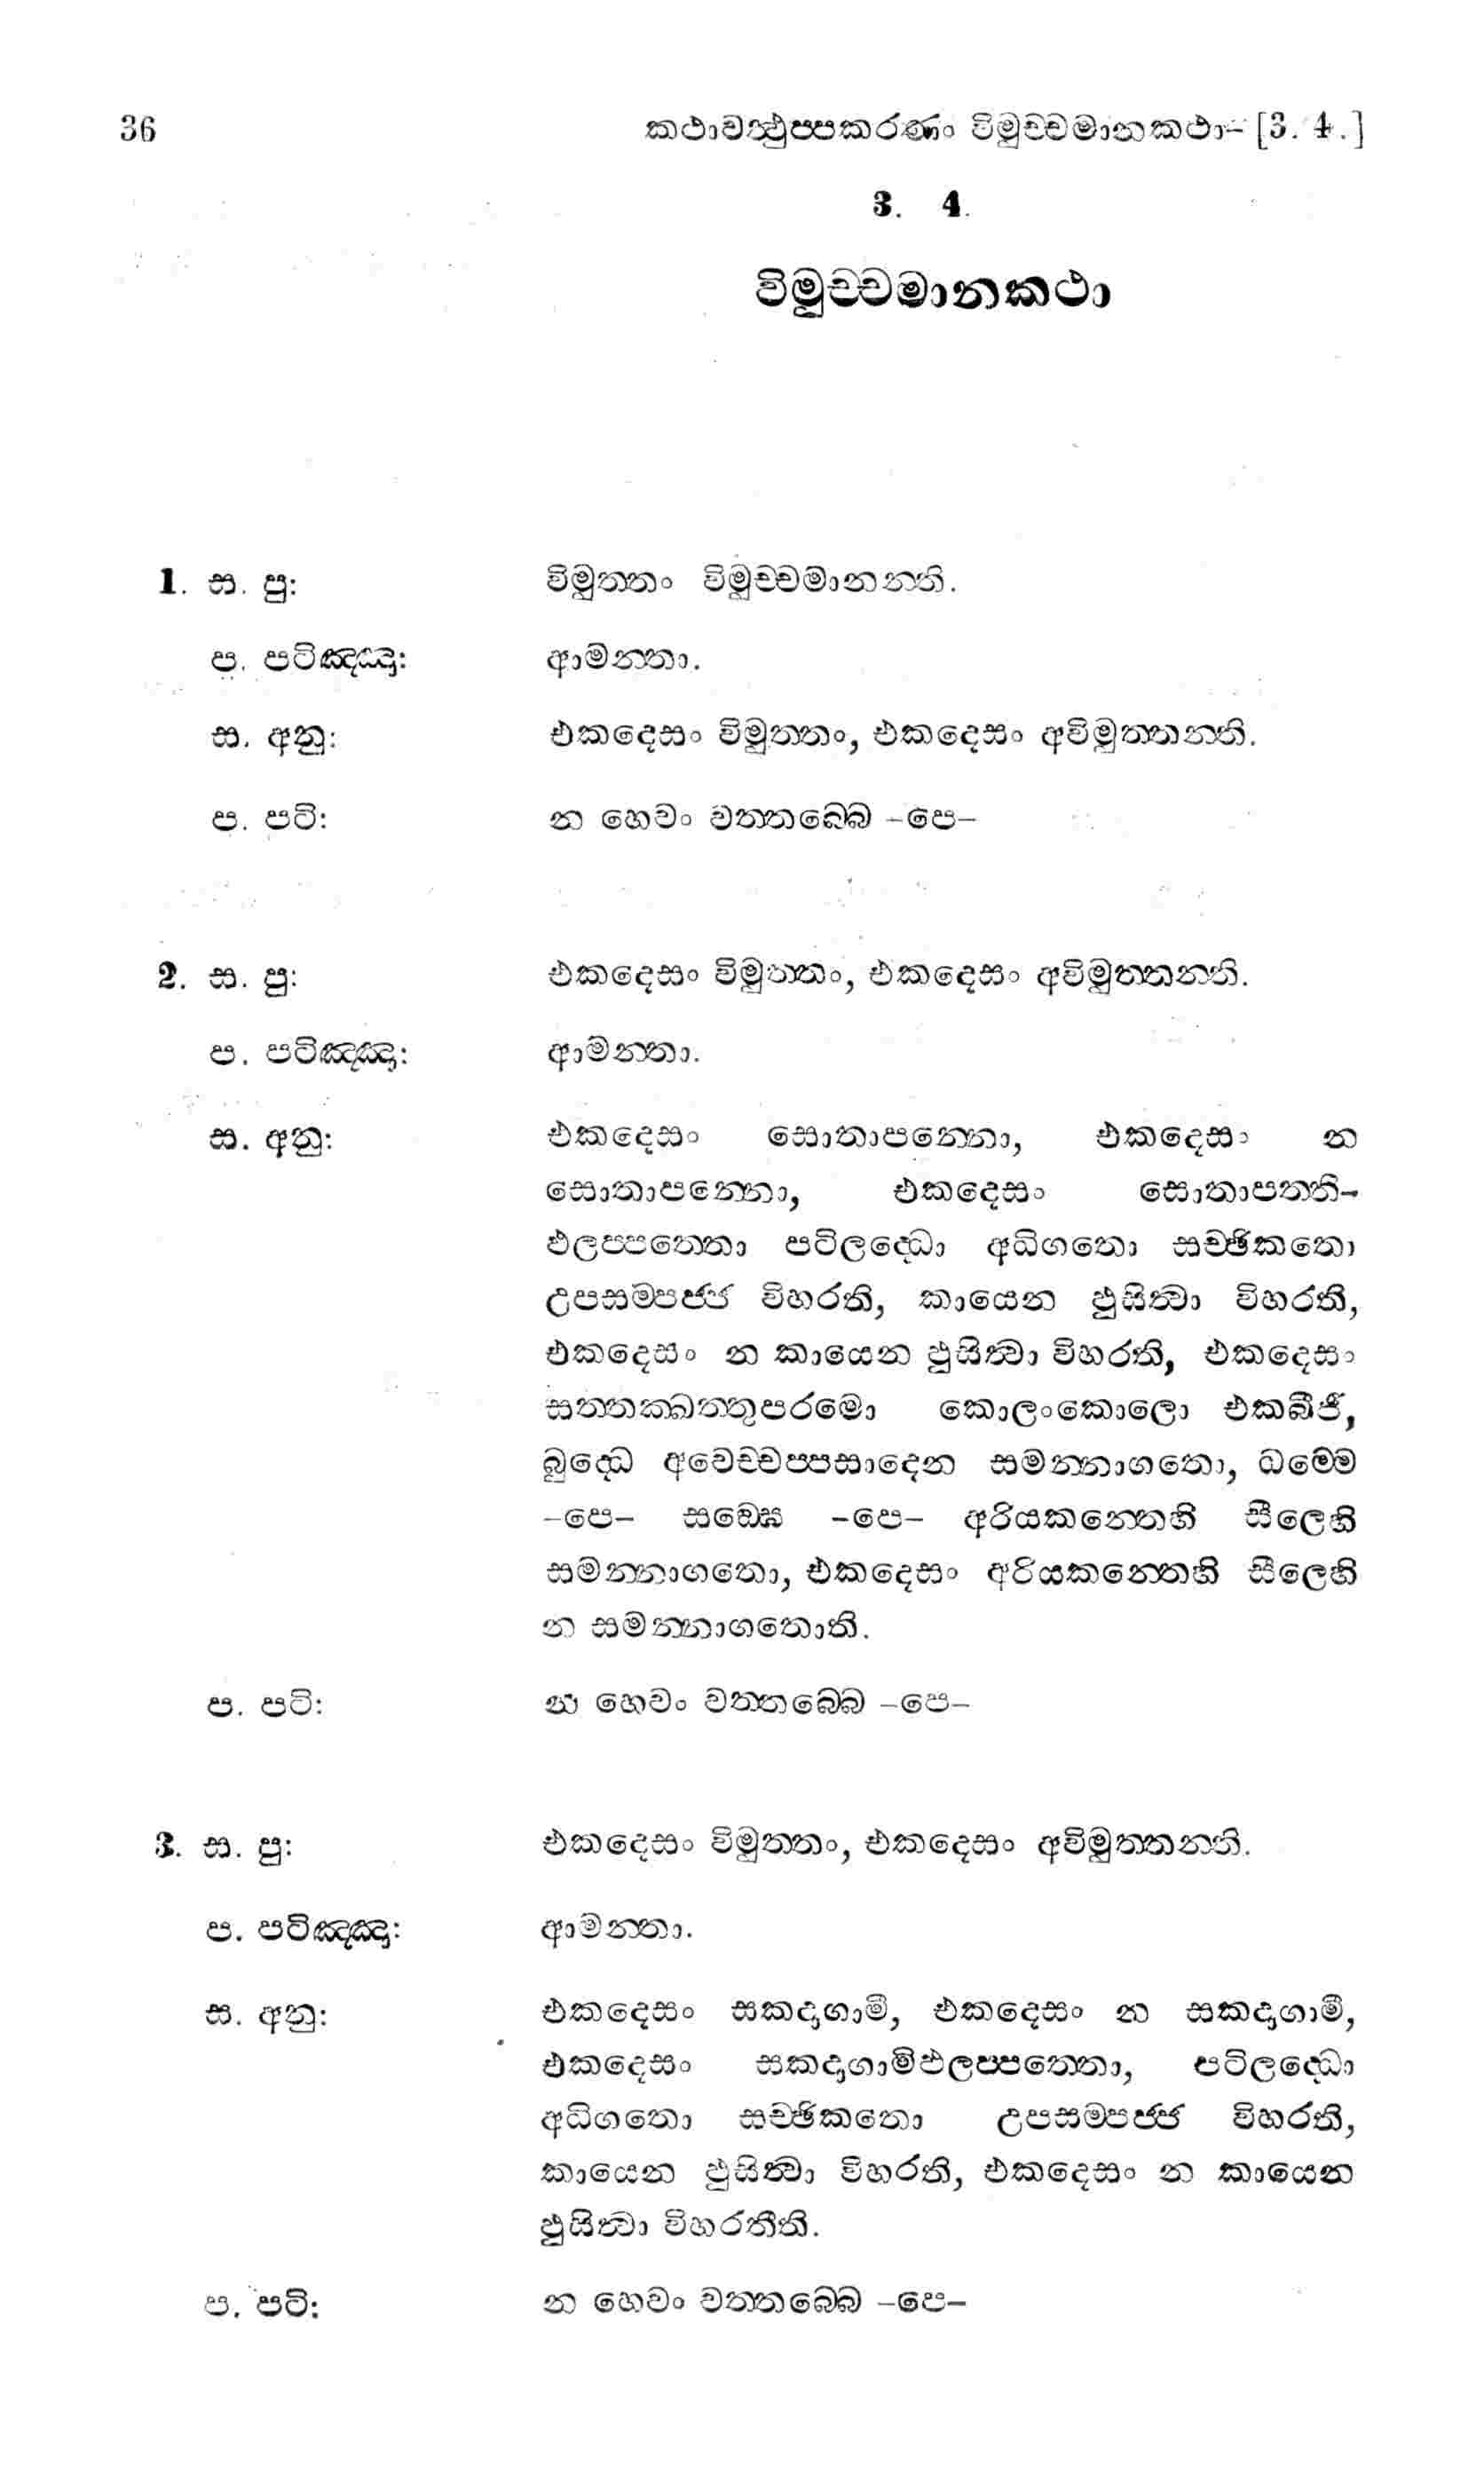 36 කථාවත්‍ථුප්පකරණං විමුච්චමානකථා- [3. 4.]
3. 4.
විමුච්චමානකථා
1. ස. පු: විමුත්තං විමුච්චමානන්ති.
ප. පටිඤ්ඤා: ආමන්තා.
ස. අනු: එකදෙසං විමුත්තං, එකදෙසං අවිමුත්තන්ති.
ප. පටි: න හෙවං වත්තබ්බෙ -පෙ-
2. ස. පු: එකදෙසං විමුත්තං, එකදෙසං අවිමුත්තන්ති.
ප. පටිඤ්ඤා: ආමන්තා.
ස. අනු: එකදෙසං සොතාපන්නො, එකදෙසං න
සොතාපන්නො, එකදෙසං සොතාපත්ති-
ඵලප්පත්තො පටිලද්ධො අධිගතො සච්ඡිකතො
උපසම්පජ්ජ විහරති, කායෙන ඵුසිත්‍වා විහරති,
එකදෙසං න කායෙන ඵුසිත්‍වා විහරති, එකදෙසං
සත්තක්ඛත්තුපරමො කොලංකොලො එකබීජී,
බුද්ධෙ අවෙච්චප්පසාදෙන සමන්නාගතො, ධම්මෙ
-පෙ- සඞ්ඝෙ -පෙ- අරියකන්තෙහි සීලෙහි
සමන්නාගතො, එකදෙසං අරියකන්තෙහි සීලෙහි
න සමන්නාගතොති.
ප. පටි: න හෙවං වත්තබ්බෙ -පෙ-
3. ස. පු: එකදෙසං විමුත්තං, එකදෙසං අවිමුත්තන්ති.
ප. පටිඤ්ඤා: ආමන්තා.
ස. අනු: එකදෙසං සකදාගාමී, එකදෙසං න සකදාගාමී,
එකදෙසං සකදාගාමිඵලප්පත්තො, පටිලද්ධො
අධිගතො සච්ඡිකතො උපසම්පජ්ජ විහරති,
කායෙන ඵුසිත්‍වා විහරති, එකදෙසං න කායෙන
ඵුසිත්‍වා විහරතීති.
ප. පටි: න හෙවං වත්තබ්බෙ -පෙ-